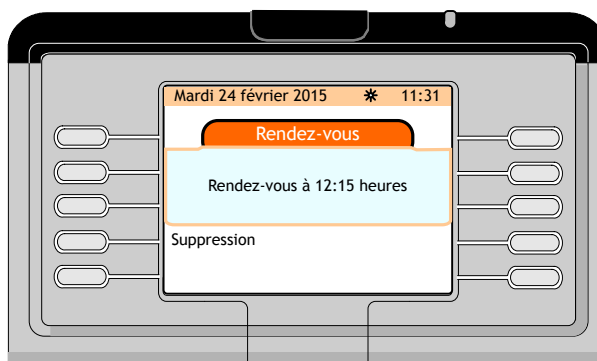 Mardi 24 février 2015 ☼ 11:31
Rendez-vous
Rendez-vous à 12:15 heures
Suppression